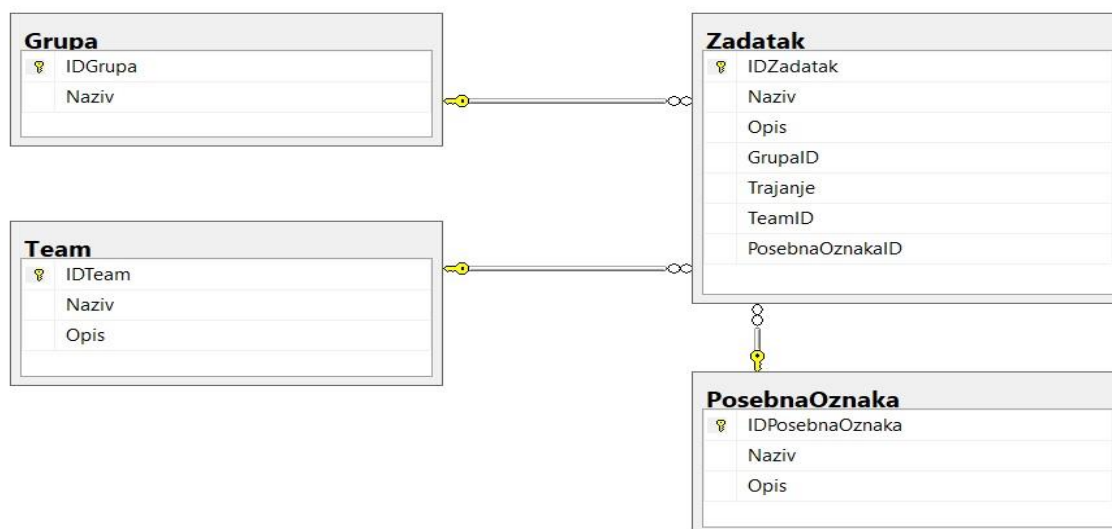 Grupa
IDGrupa
Naziv
Zadatak
IDZadatak
Naziv
Opis
GrupaID
Trajanje
TeamID
PosebnaOznakaID
Team
IDTeam
Naziv
Opis
PosebnaOznaka
IDPosebnaOznaka
Naziv
Opis